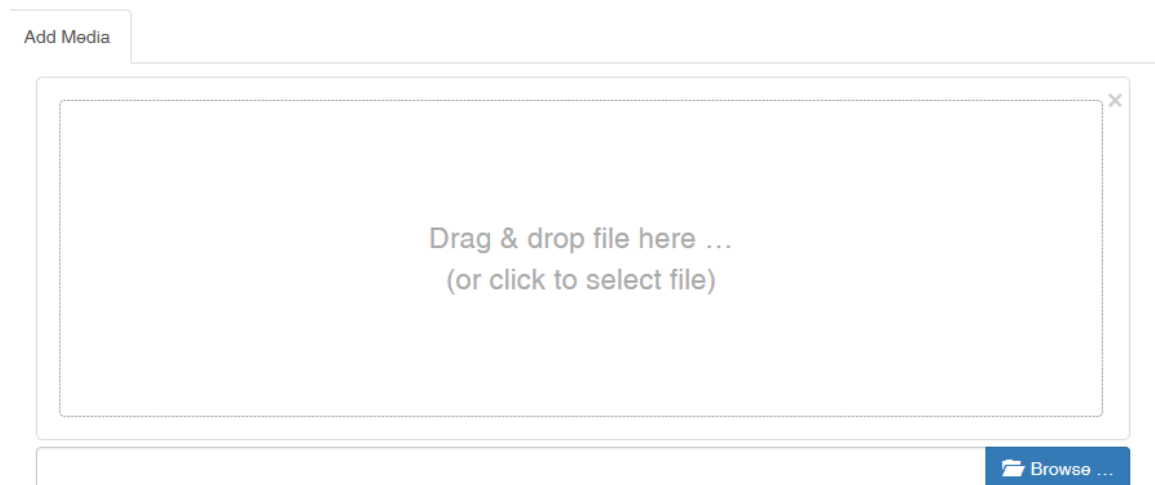 Add Media
×
Drag & drop file here …
(or click to select file)
Browse …